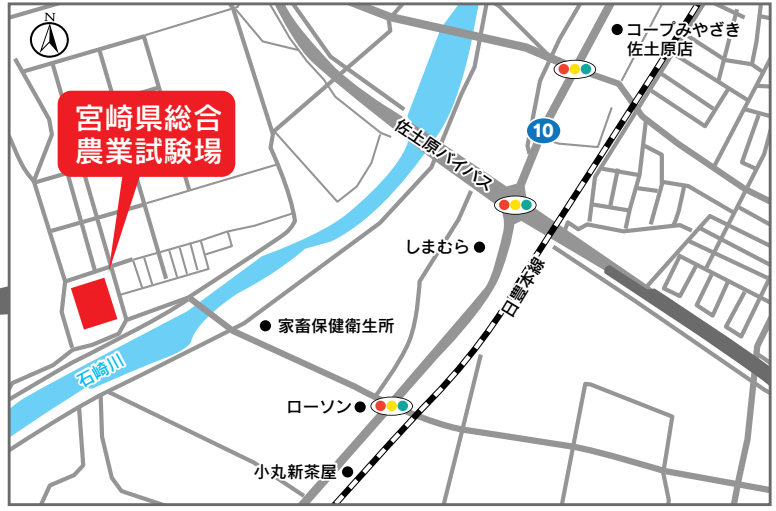 N
コープみやざき
佐土原店
宮崎県総合
農業試験場
佐土原バイパス
10
しまむら
日豊本線
家畜保健衛生所
石崎川
ローソン
小丸新茶屋